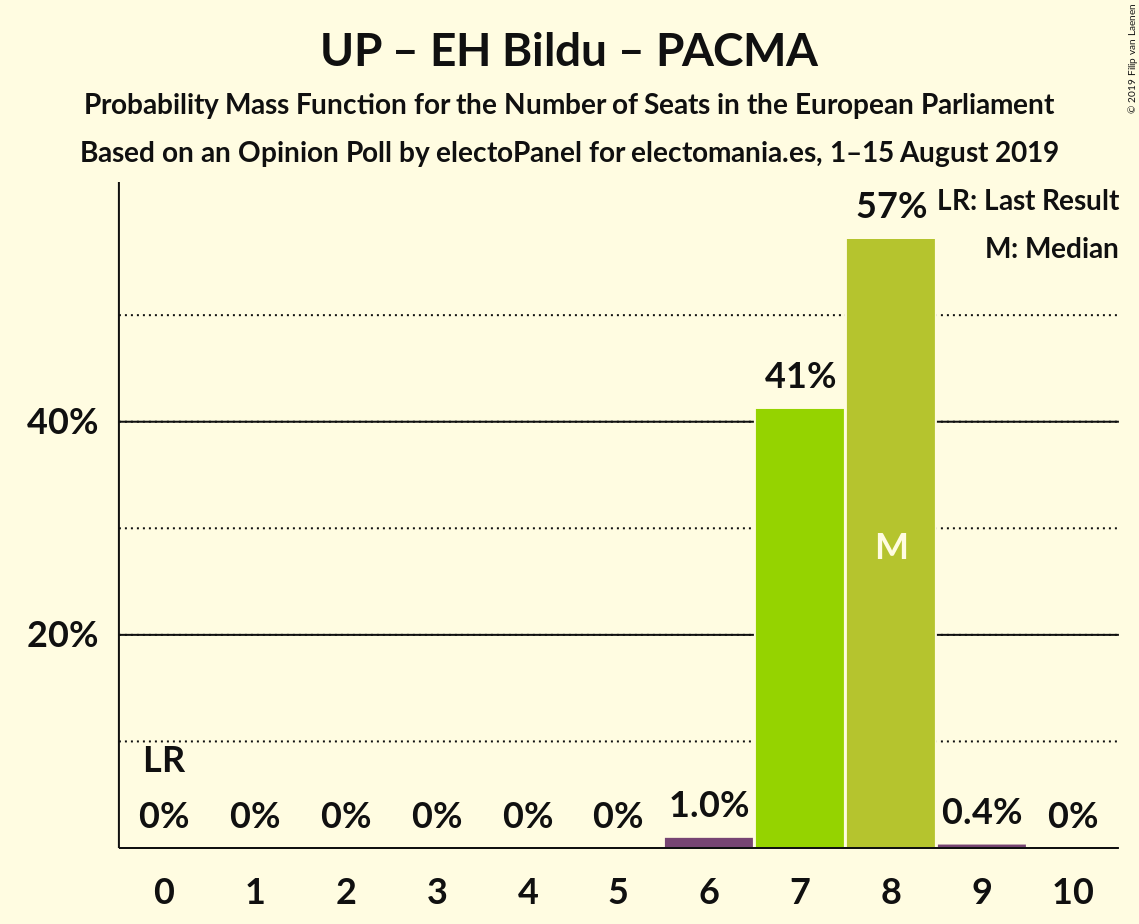 UP – EH Bildu – PACMA
Probability Mass Function for the Number of Seats in the European Parliament
Based on an Opinion Poll by electoPanel for electomania.es, 1–15 August 2019
© 2019 Filip van Laenen
LR: Last Result
M: Median
57%
41%
40%
M
20%
LR
0%
0%
0%
0%
0%
0%
1.0%
0.4%
0%
0 1 2 3 4 5 6 7 8 9 10